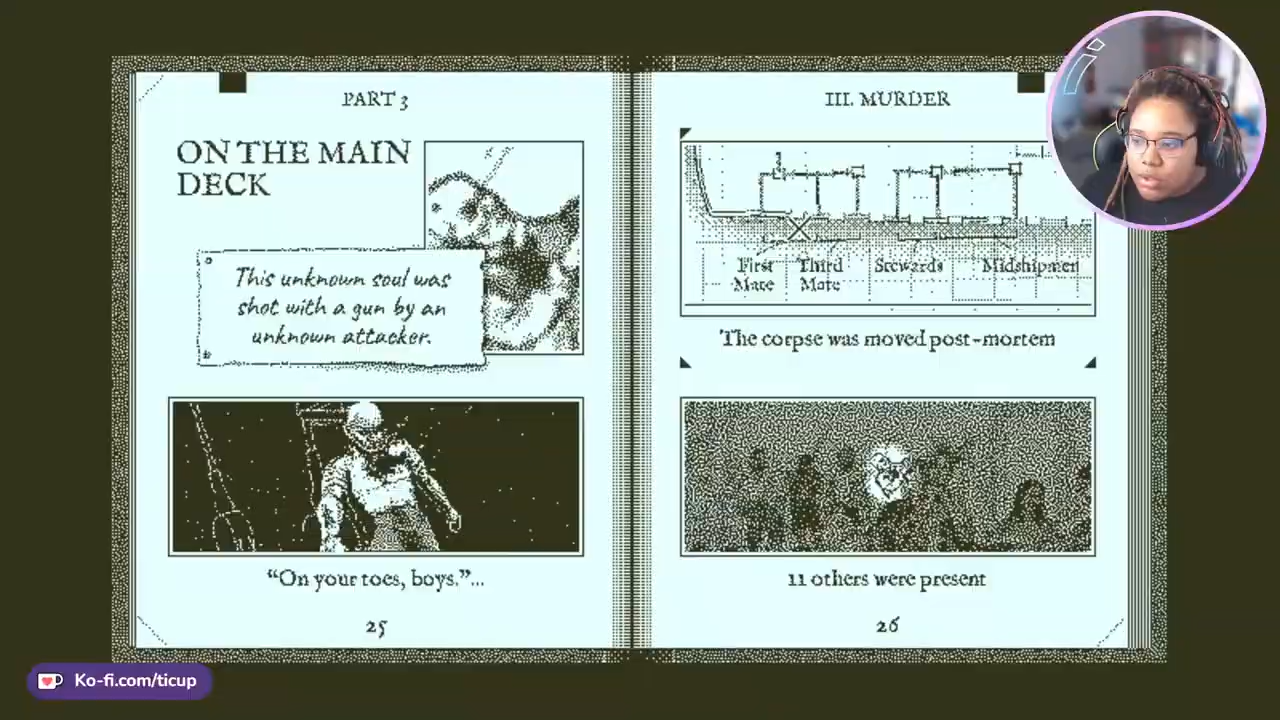 PART 3
ON THE MAIN
DECK
This unknown soul was
shot with a gun by an
unknown attacker.
"On your toes, boys."...
25
III. MURDER
First
Mate
Third
Mate
Stewards
Midshipmen
The corpse was moved post-mortem
11 others were present
26
Ko-fi.com/ticup